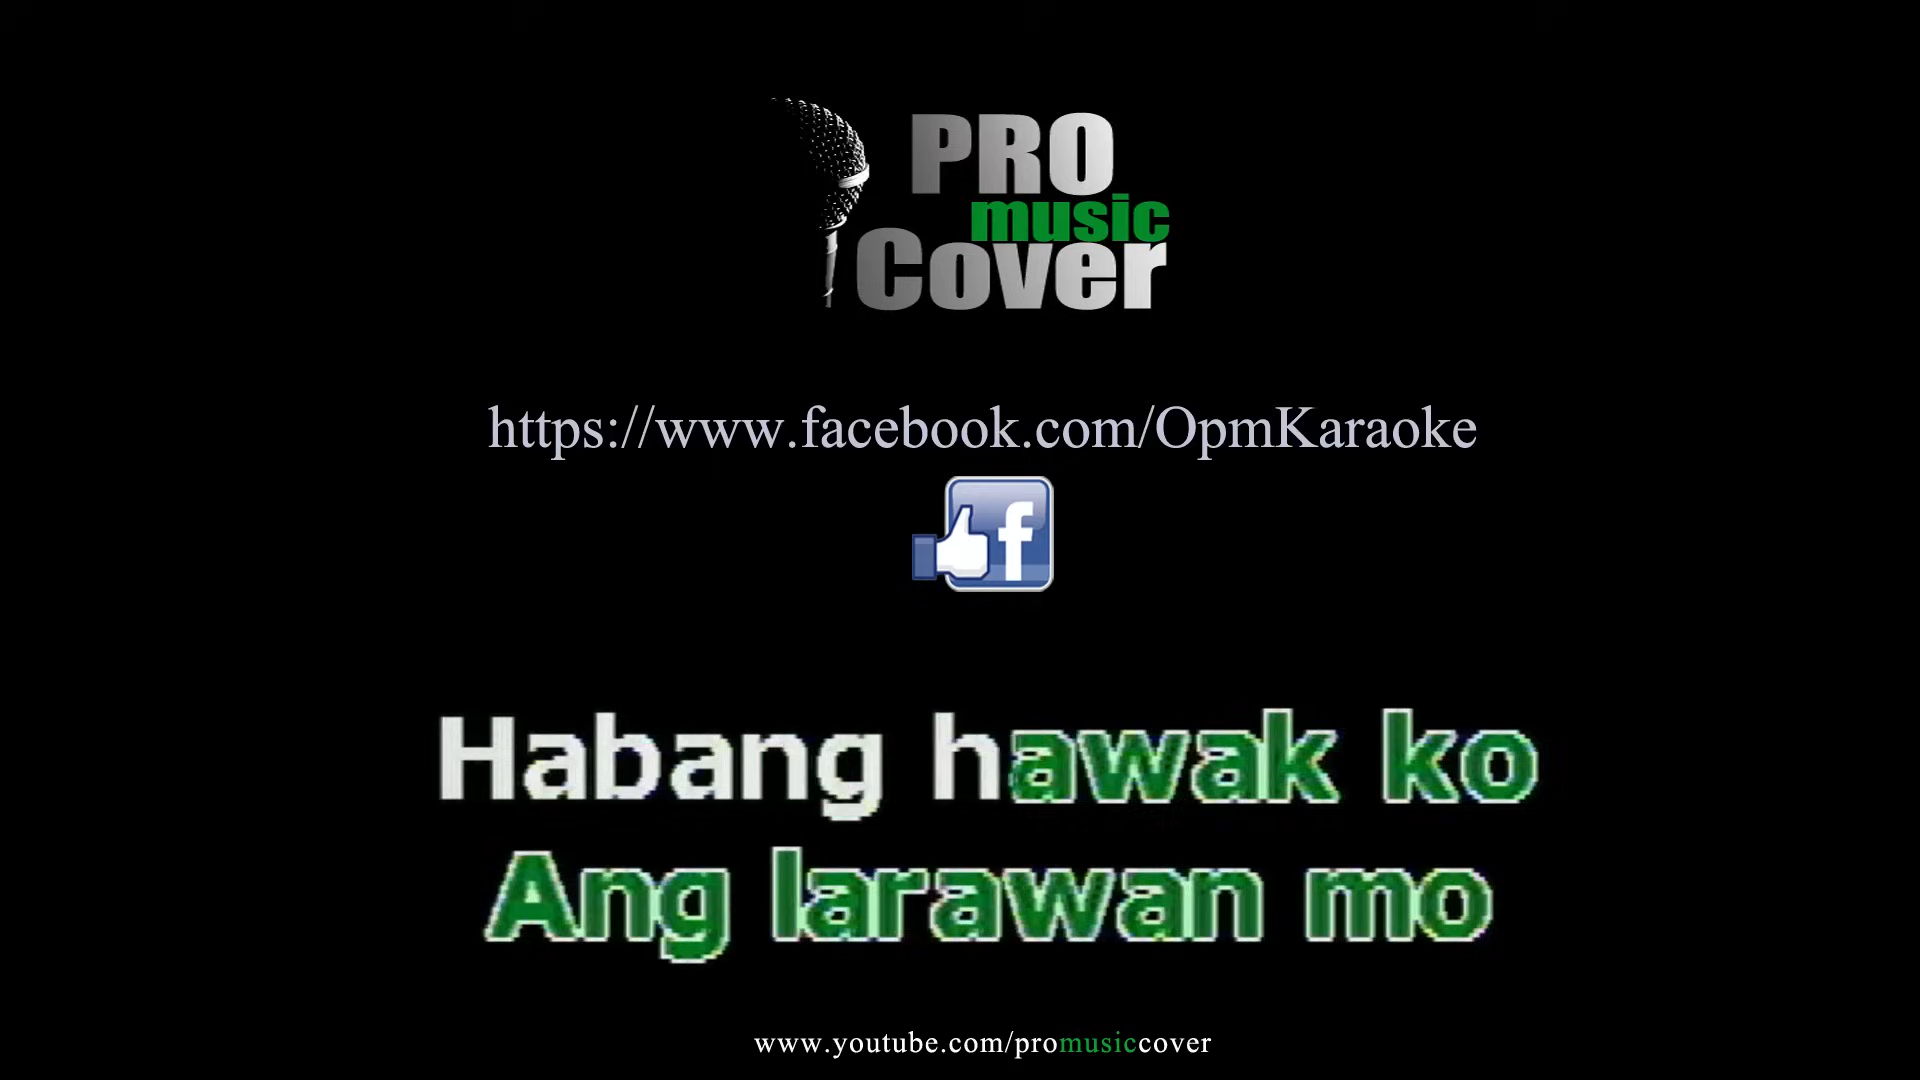 PRO
music
Cover
https://www.facebook.com/OpmKaraoke
f
Habang hawak ko
Ang larawan mo
www.youtube.com/promusiccover